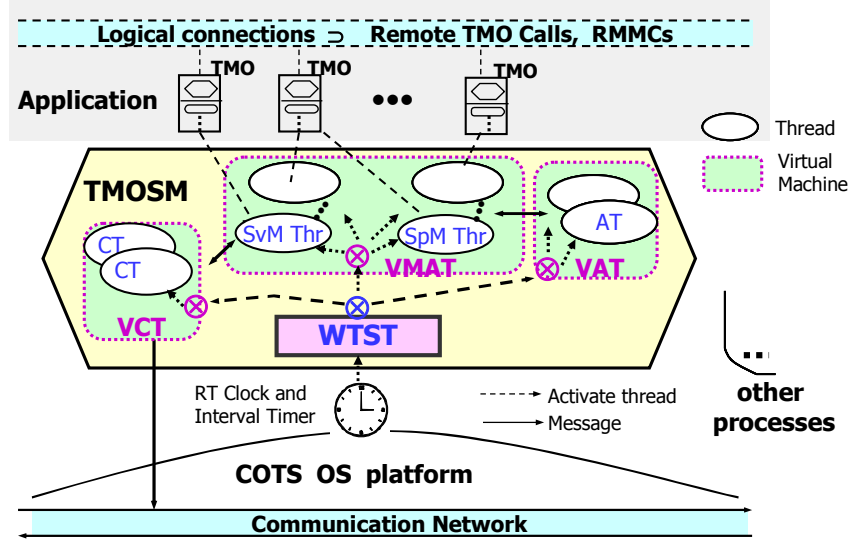 Logical connections ⊃ Remote TMO Calls, RMMCs
TMO
TMO
TMO
Application
•••
Thread
Virtual
Machine
TMOSM
SvM Thr
SpM Thr
AT
CT
CT
VMAT
VAT
VCT
WTST
RT Clock and
Interval Timer
Activate thread
Message
other
processes
COTS OS platform
Communication Network